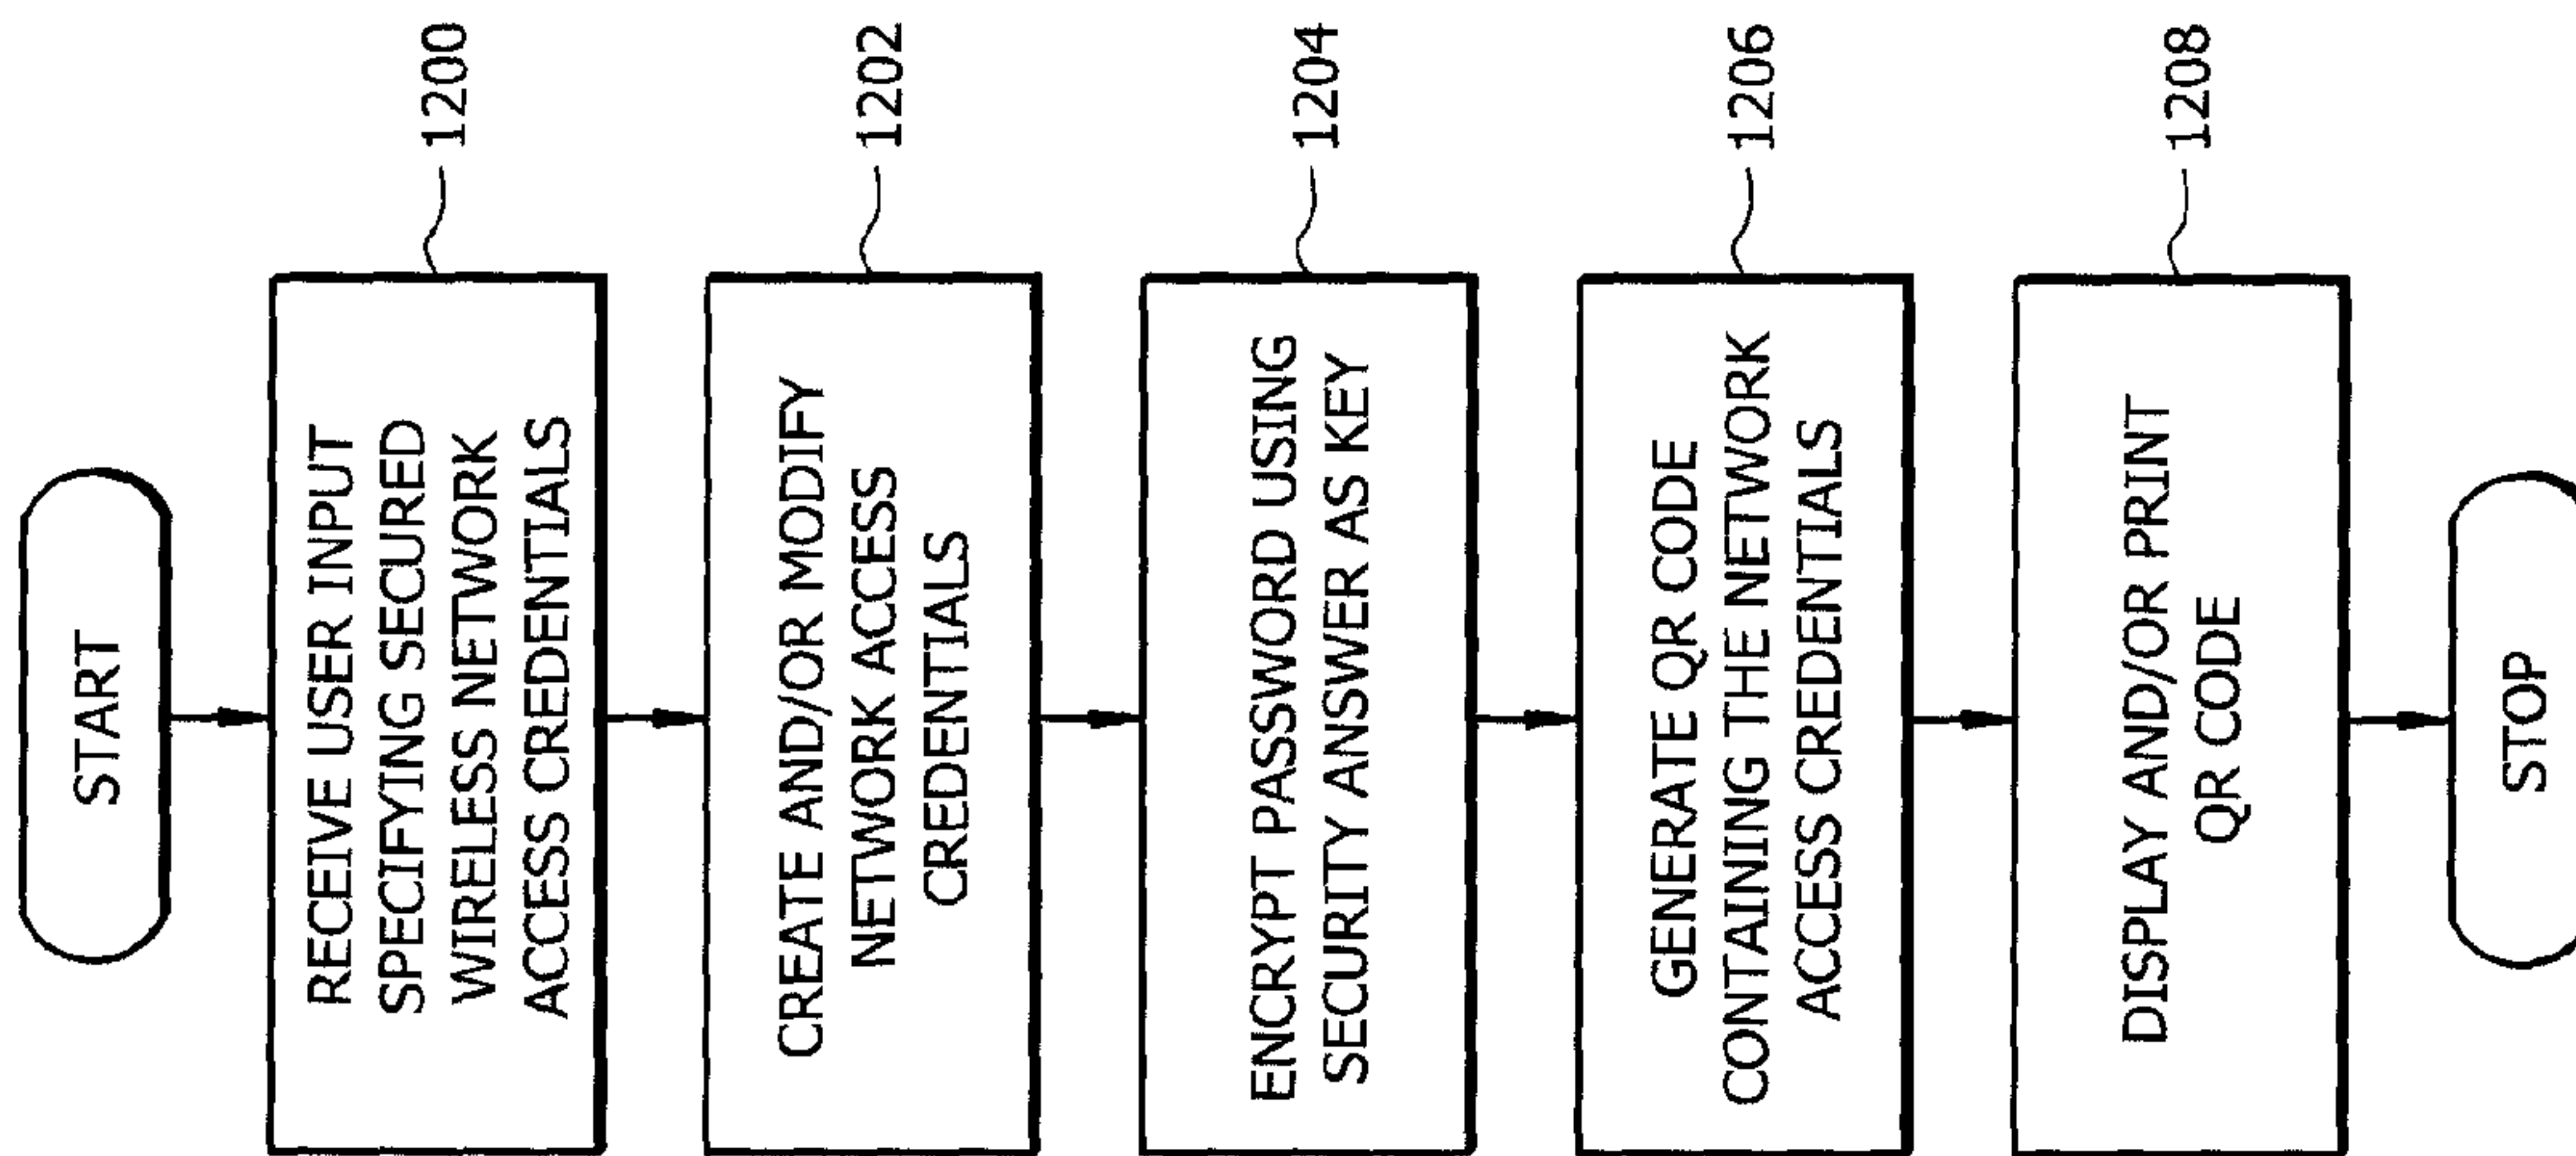 START
RECEIVE USER INPUT
SPECIFYING SECURED
WIRELESS NETWORK
ACCESS CREDENTIALS
1200
CREATE AND/OR MODIFY
NETWORK ACCESS
CREDENTIALS
1202
ENCRYPT PASSWORD USING
SECURITY ANSWER AS KEY
1204
GENERATE QR CODE
CONTAINING THE NETWORK
ACCESS CREDENTIALS
1206
DISPLAY AND/OR PRINT
QR CODE
1208
STOP